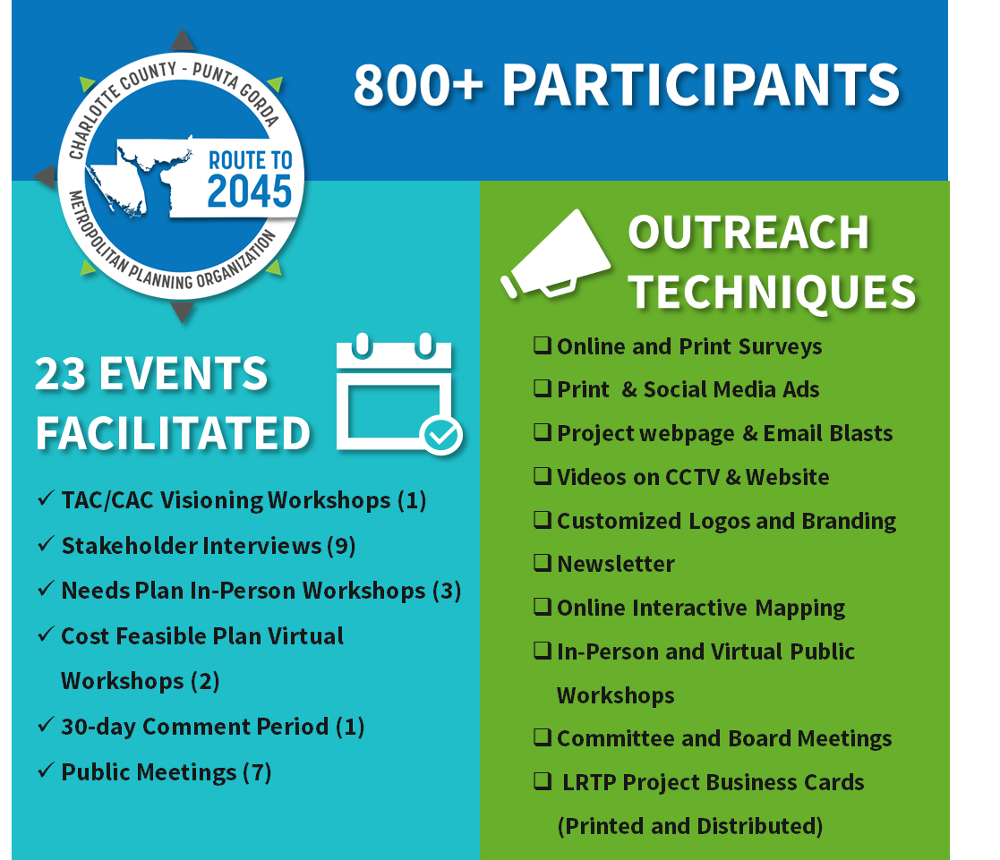 CHARLOTTE COUNTY - PUNTA GORDA
ROUTE TO
2045
METROPOLITAN PLANNING ORGANIZATION
800+ PARTICIPANTS
23 EVENTS
FACILITATED
✓ TAC/CAC Visioning Workshops (1)
✓ Stakeholder Interviews (9)
✓ Needs Plan In-Person Workshops (3)
✓ Cost Feasible Plan Virtual
Workshops (2)
✓ 30-day Comment Period (1)
✓ Public Meetings (7)
OUTREACH
TECHNIQUES
❑ Online and Print Surveys
❑ Print & Social Media Ads
❑ Project webpage & Email Blasts
❑ Videos on CCTV & Website
❑ Customized Logos and Branding
❑ Newsletter
❑ Online Interactive Mapping
❑ In-Person and Virtual Public
Workshops
❑ Committee and Board Meetings
❑ LRTP Project Business Cards
(Printed and Distributed)